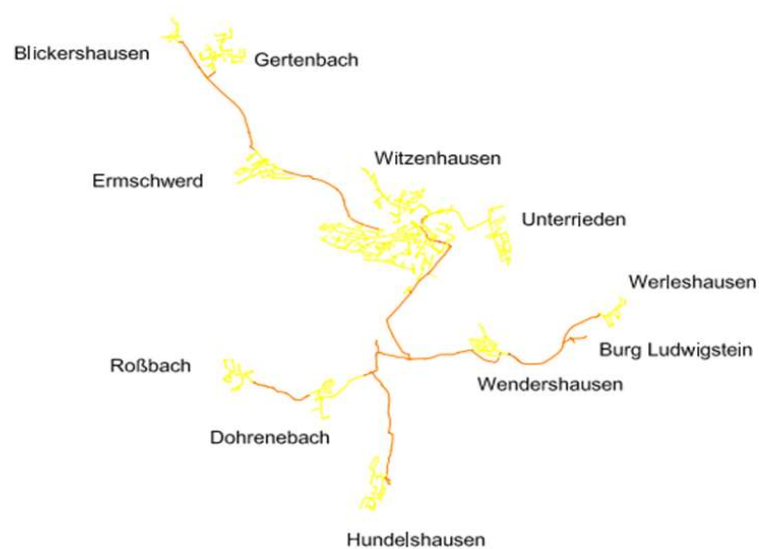 Blickershausen
Gertenbach
Witzenhausen
Ermschwerd
Unterrieden
Werleshausen
Burg Ludwigstein
Roßbach
Wendershausen
Dohrenebach
Hundelshausen